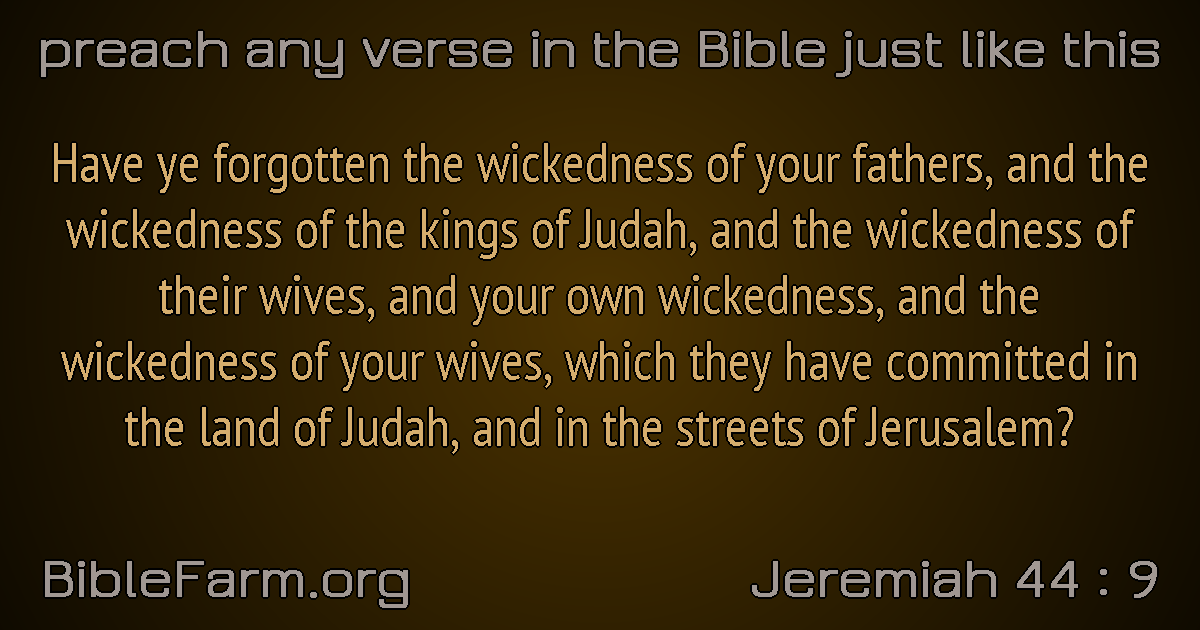 preach any verse in the Bible just like this
Have ye forgotten the wickedness of your fathers, and the
wickedness of the kings of Judah, and the wickedness of
their wives, and your own wickedness, and the
wickedness of your wives, which they have committed in
the land of Judah, and in the streets of Jerusalem?
BibleFarm.org
Jeremiah 44 : 9